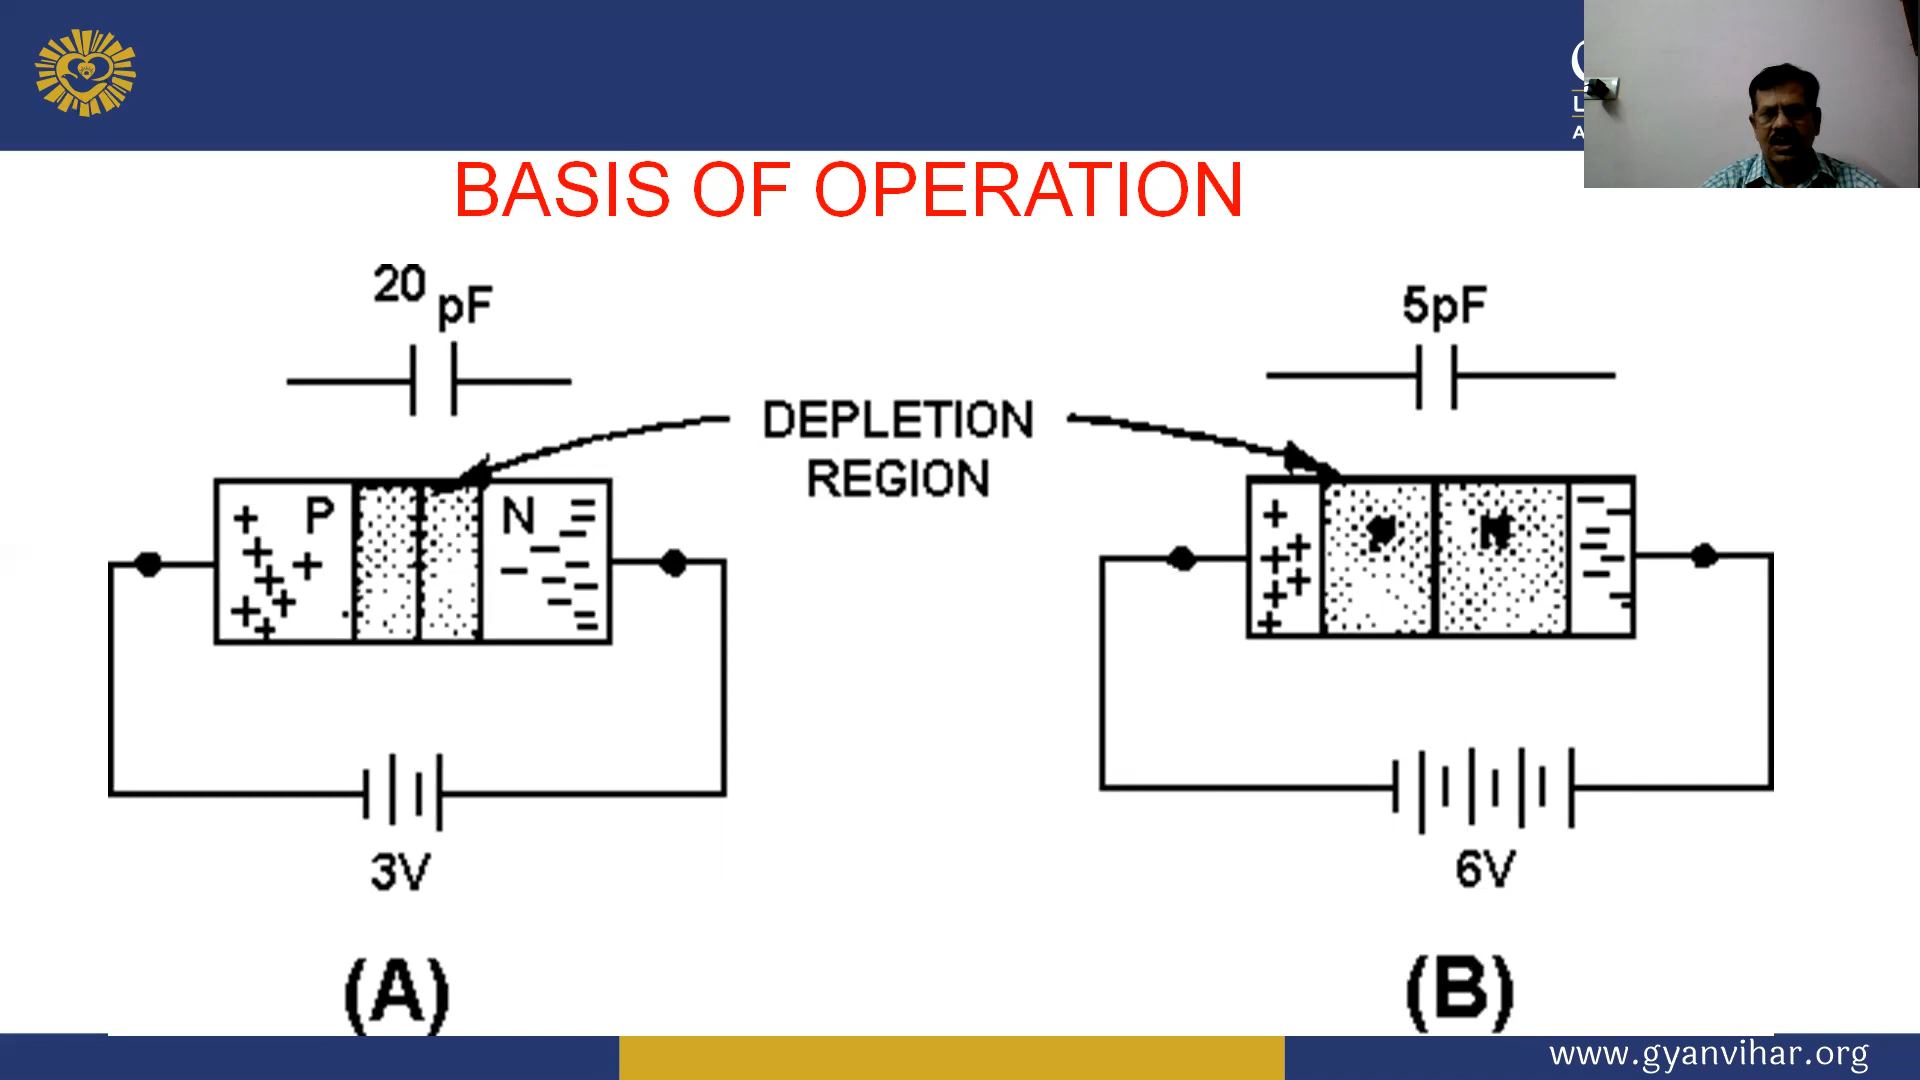 BASIS OF OPERATION
20 pF
5pF
DEPLETION
REGION
P
N
3V
6V
(A)
(B)
www.gyanvihar.org